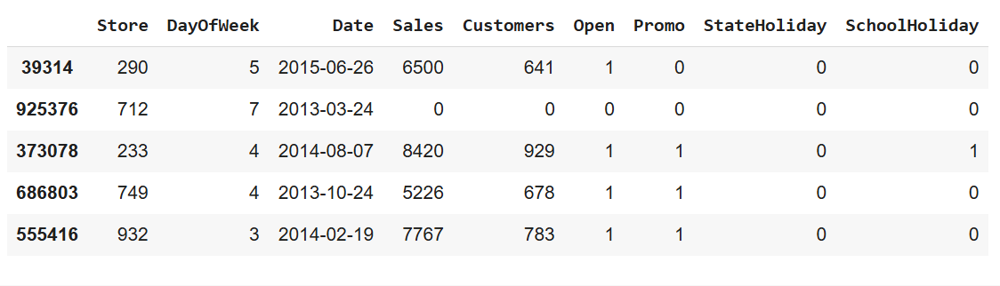 Store DayOfWeek Date Sales Customers Open Promo StateHoliday SchoolHoliday
39314 290 5 2015-06-26 6500 641 1 0 0 0
925376 712 7 2013-03-24 0 0 0 0 0 0
373078 233 4 2014-08-07 8420 929 1 1 0 1
686803 749 4 2013-10-24 5226 678 1 1 0 0
555416 932 3 2014-02-19 7767 783 1 1 0 0